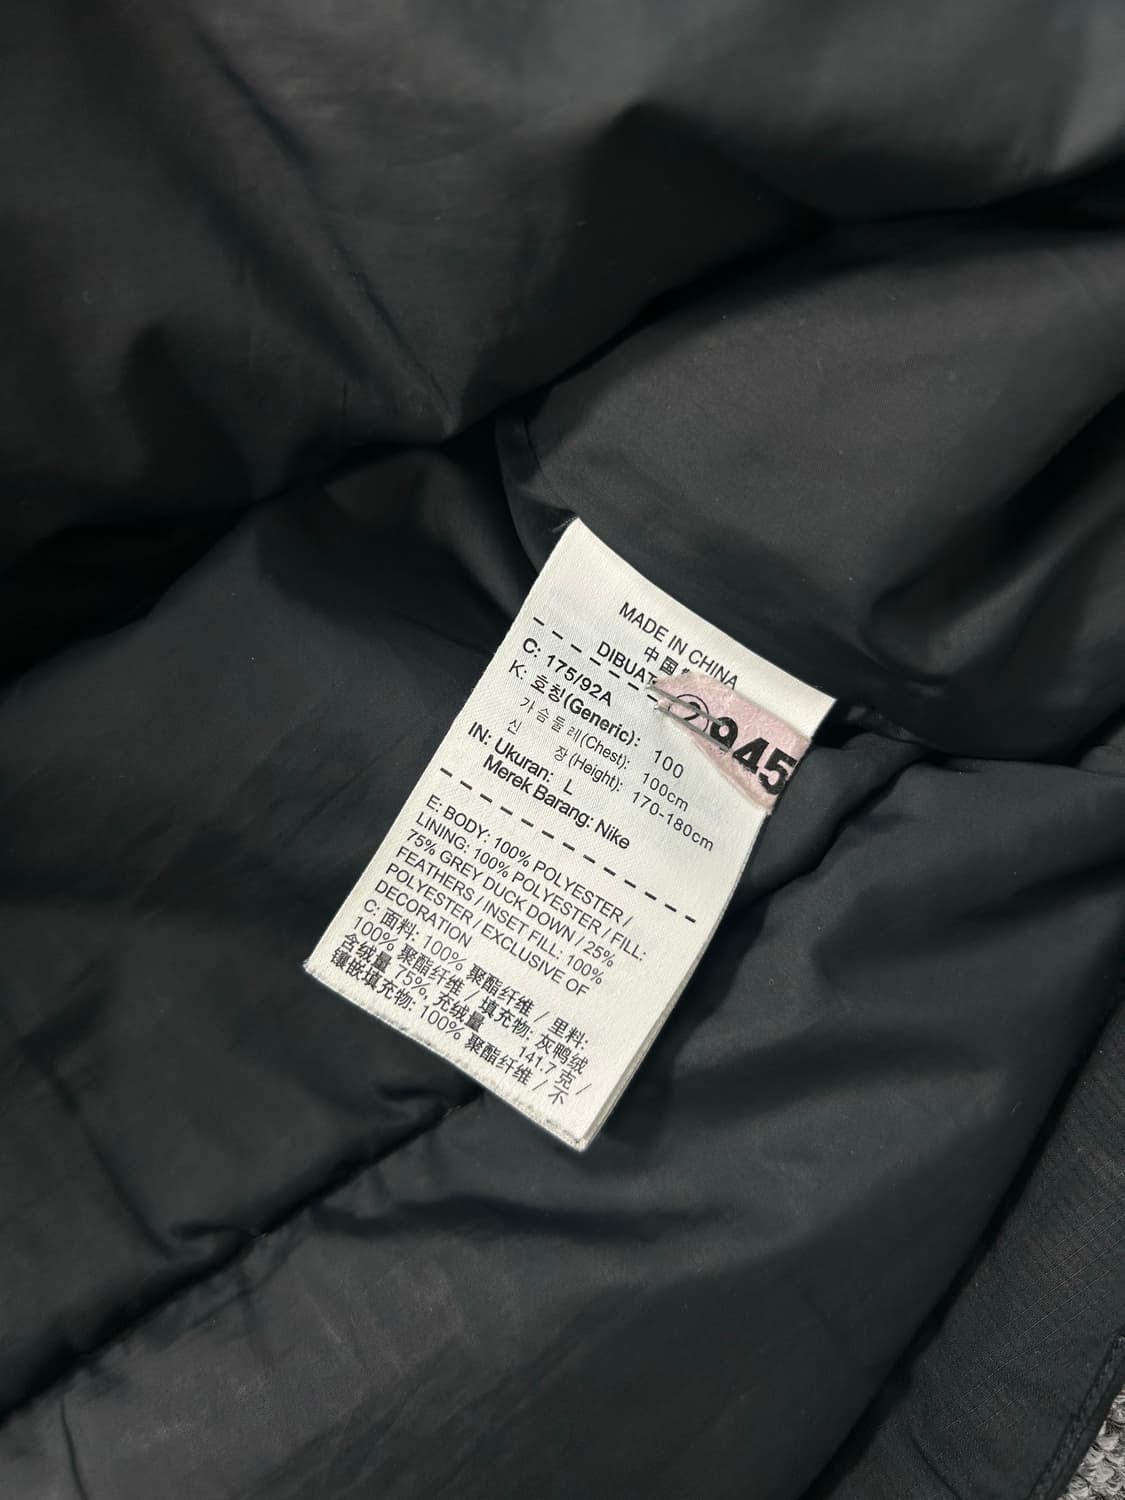 MADE IN CHINA
中国
DIBUAT
2945
C: 175/92A
K: 호칭(Generic): 100
가슴둘레(Chest): 100cm
신 장(Height): 170-180cm
IN: Ukuran: L
Merek Barang: Nike
E: BODY: 100% POLYESTER /
LINING: 100% POLYESTER / FILL:
75% GREY DUCK DOWN / 25%
FEATHERS / INSET FILL: 100%
POLYESTER / EXCLUSIVE OF
DECORATION
C: 面料: 100% 聚酯纤维 / 里料:
100% 聚酯纤维 / 填充物: 灰鸭绒
含绒量 75%, 充绒量 141.7 克 /
镶嵌填充物: 100% 聚酯纤维 / 不